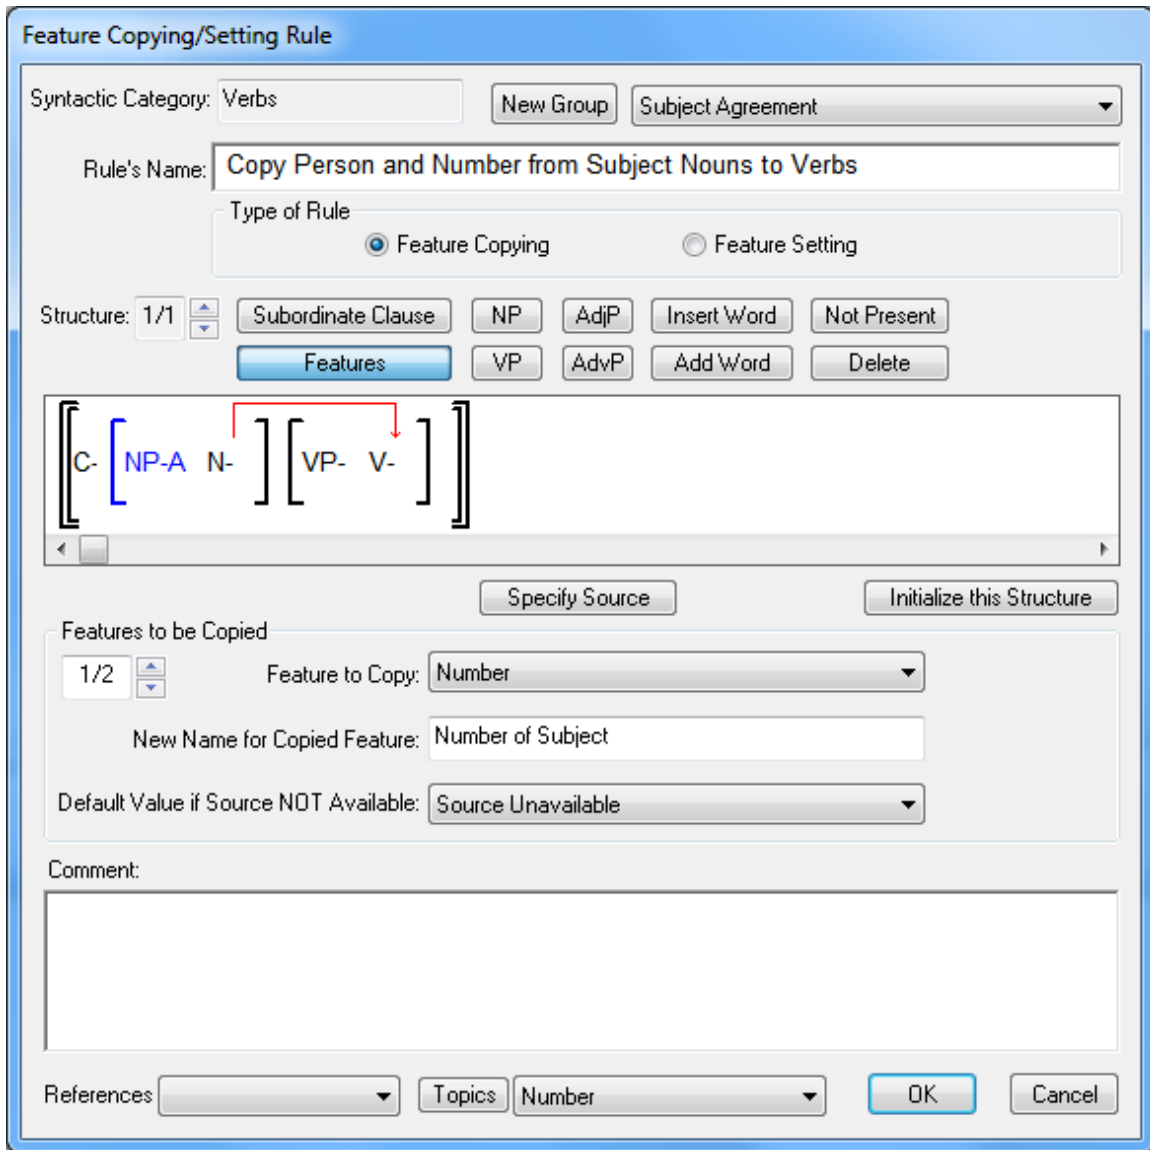 Feature Copying/Setting Rule
Syntactic Category: Verbs New Group Subject Agreement
Rule's Name: Copy Person and Number from Subject Nouns to Verbs
Type of Rule
Feature Copying Feature Setting
Structure: 1/1 Subordinate Clause NP AdjP Insert Word Not Present
Features VP AdvP Add Word Delete
C- NP-A N- VP- V-
Specify Source Initialize this Structure
Features to be Copied
1/2 Feature to Copy: Number
New Name for Copied Feature: Number of Subject
Default Value if Source NOT Available: Source Unavailable
Comment:
References Topics Number OK Cancel